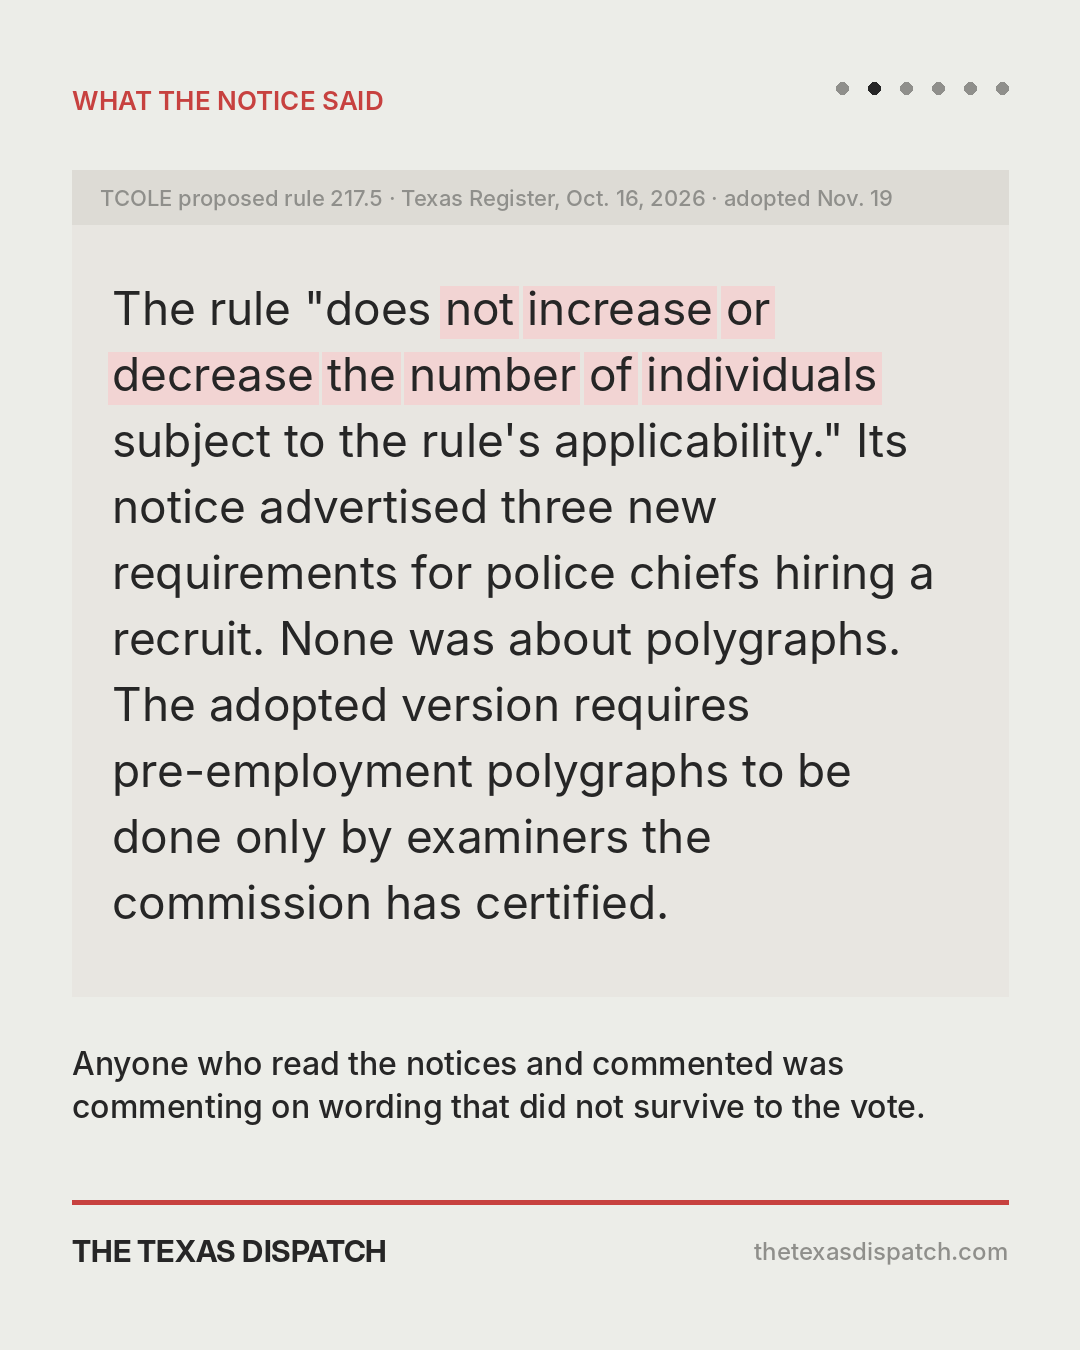 WHAT THE NOTICE SAID
TCOLE proposed rule 217.5 · Texas Register, Oct. 16, 2026 · adopted Nov. 19
The rule "does not increase or
decrease the number of individuals
subject to the rule's applicability." Its
notice advertised three new
requirements for police chiefs hiring a
recruit. None was about polygraphs.
The adopted version requires
pre-employment polygraphs to be
done only by examiners the
commission has certified.
Anyone who read the notices and commented was
commenting on wording that did not survive to the vote.
THE TEXAS DISPATCH
thetexasdispatch.com